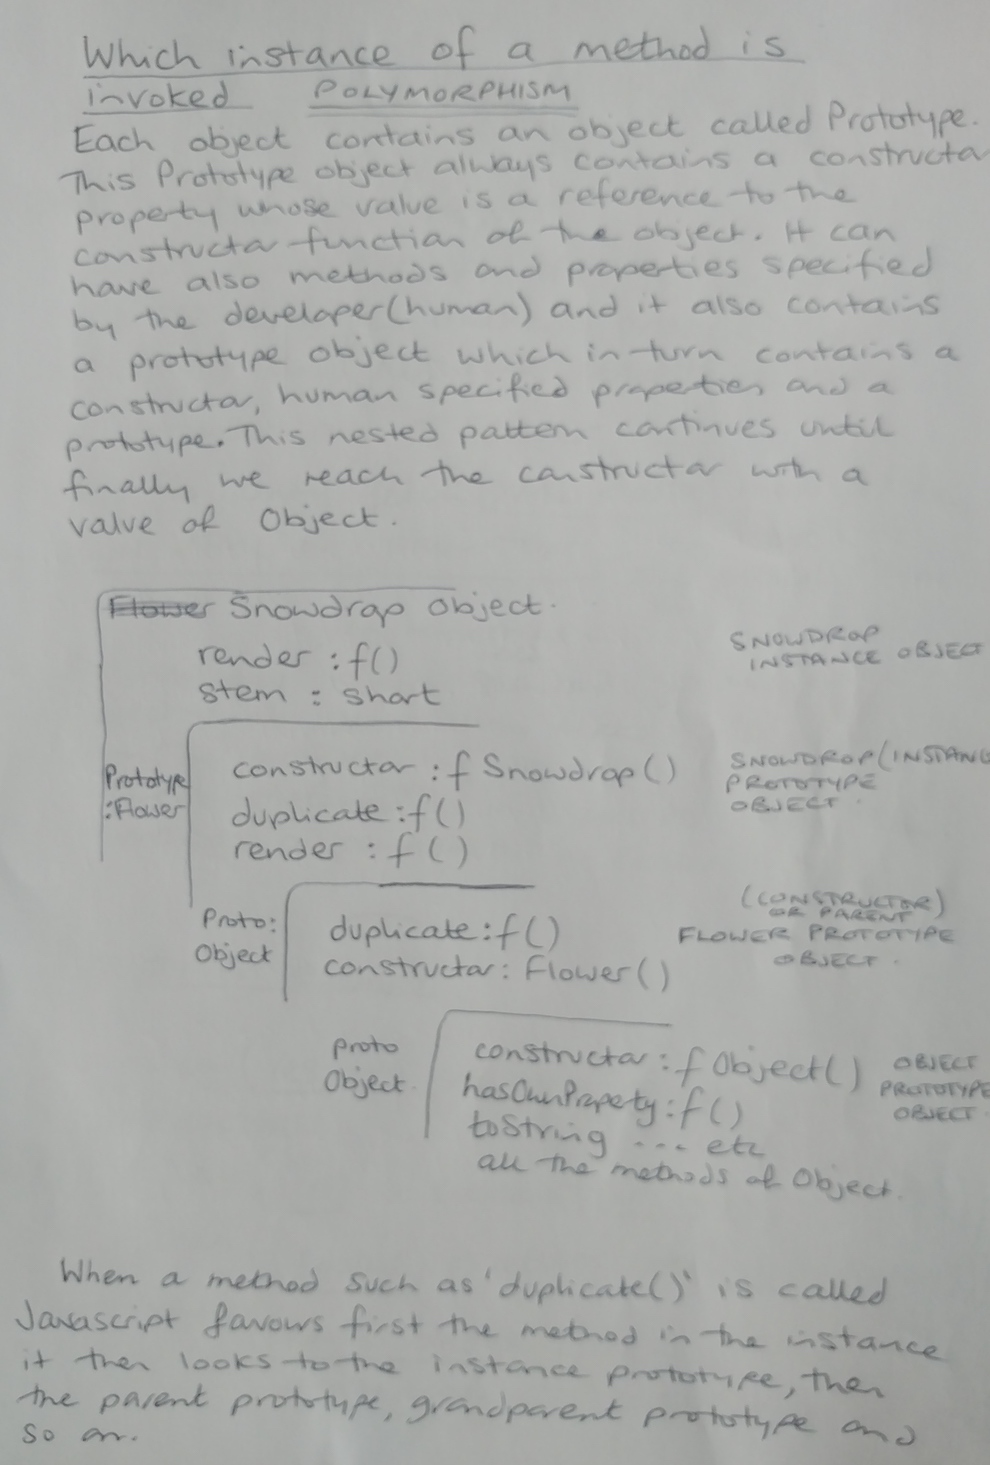 Which instance of a method is
invoked POLYMORPHISM
Each object contains an object called Prototype.
This Prototype object always contains a constructor
property whose value is a reference to the
constructor function of the object. It can
have also methods and properties specified
by the developer(human) and it also contains
a prototype object which in turn contains a
constructor, human specified properties and a
prototype. This nested pattern continues until
finally we reach the constructor with a
value of Object.
Flower Snowdrop object.
render : f()
stem : short
SNOWDROP
INSTANCE OBJECT
Prototype
:Flower
constructor : f Snowdrop()
duplicate : f()
render : f()
SNOWDROP (INSTANC
PROTOTYPE
OBJECT.
Proto:
Object
duplicate : f()
constructor : Flower()
(CONSTRUCTOR)
OR PARENT
FLOWER PROTOTYPE
OBJECT.
proto
Object
constructor : f Object()
hasOwnProperty : f()
toString ... etc
all the methods of Object.
OBJECT
PROTOTYPE
OBJECT.
When a method such as 'duplicate()' is called
Javascript favours first the method in the instance
it then looks to the instance prototype, then
the parent prototype, grandparent prototype and
so on.